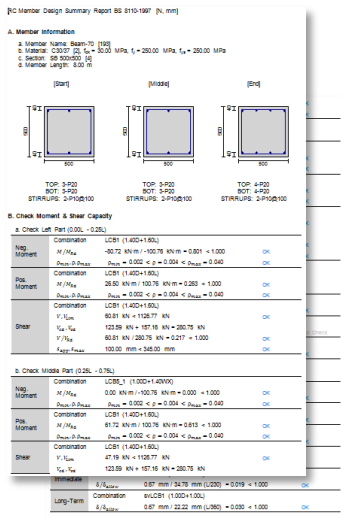 RC Member Design Summary Report BS 8110-1997 [N, mm]
A. Member Information
a. Member Name: Beam-70 [193]
b. Material: C30/37 [2], fck = 30.00 MPa, fy = 250.00 MPa, fys = 250.00 MPa
c. Section: SB 500x500 [4]
d. Member Length: 8.00 m
[Start] [Middle] [End]
500 500 500
500 500 500
TOP: 3-P20 TOP: 3-P20 TOP: 4-P20
BOT: 3-P20 BOT: 5-P20 BOT: 4-P20
STIRRUPS: 2-P10@100 STIRRUPS: 2-P10@100 STIRRUPS: 2-P10@100
B. Check Moment & Shear Capacity
a. Check Left Part (0.00L - 0.25L)
Combination LCB1 (1.40D+1.60L)
Neg. Moment M / MRd -80.72 kN·m / -100.76 kN·m = 0.801 < 1.000 OK
ρmin, ρ, ρmax ρmin = 0.002 < ρ = 0.004 < ρmax = 0.040 OK
Combination LCB1 (1.40D+1.60L)
Pos. Moment M / MRd 26.50 kN·m / 100.76 kN·m = 0.263 < 1.000 OK
ρmin, ρ, ρmax ρmin = 0.002 < ρ = 0.004 < ρmax = 0.040 OK
Combination LCB1 (1.40D+1.60L)
V, VLim 60.81 kN < 1126.77 kN OK
Shear 123.59 kN + 157.16 kN = 280.75 kN
V / VRd 60.81 kN / 280.75 kN = 0.217 < 1.000 OK
100.00 mm < 345.00 mm OK
b. Check Middle Part (0.25L - 0.75L)
Combination LCB5_1 (1.00D+1.40WX)
Neg. Moment M / MRd 0.00 kN·m / -100.76 kN·m = 0.000 < 1.000 OK
ρmin, ρ, ρmax ρmin = 0.002 < ρ = 0.004 < ρmax = 0.040 OK
Combination LCB1 (1.40D+1.60L)
Pos. Moment M / MRd 61.72 kN·m / 100.76 kN·m = 0.613 < 1.000 OK
ρmin, ρ, ρmax ρmin = 0.002 < ρ = 0.004 < ρmax = 0.040 OK
Combination LCB1 (1.40D+1.60L)
Shear V, VLim 47.19 kN < 1126.77 kN OK
123.59 kN + 157.16 kN = 280.75 kN
Immediate δ/δallow 0.67 mm / 34.78 mm (L/230) = 0.019 < 1.000 OK
Combination svLCB1 (1.00D+1.00L)
Long-Term δ/δallow 0.67 mm / 22.22 mm (L/360) = 0.030 < 1.000 OK
Check